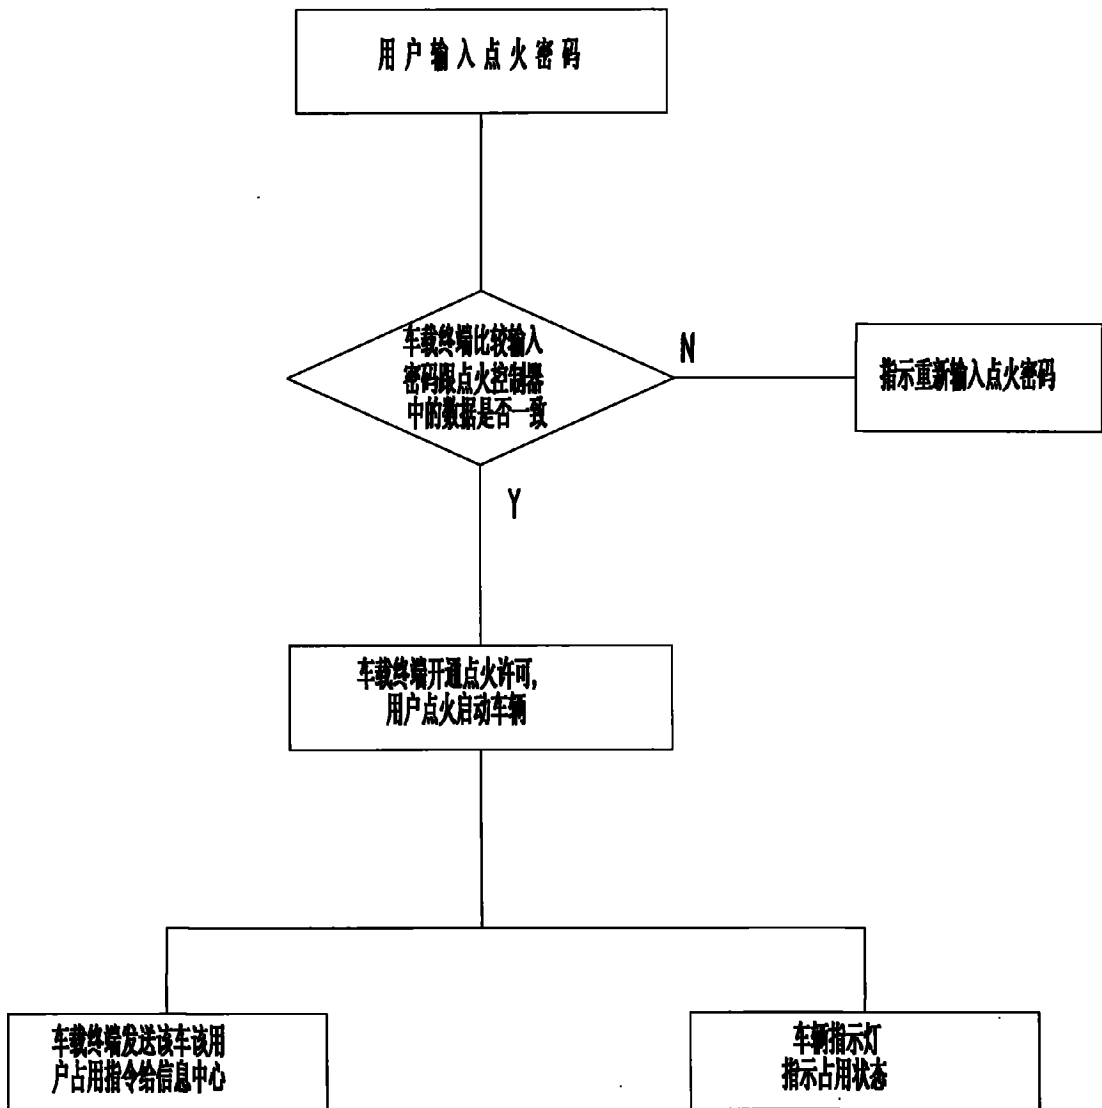 用户输入点火密码
车载终端比较输入
密码跟点火控制器
中的数据是否一致
N
指示重新输入点火密码
Y
车载终端开通点火许可,
用户点火启动车辆
车载终端发送该车该用
户占用指令给信息中心
车辆指示灯
指示占用状态